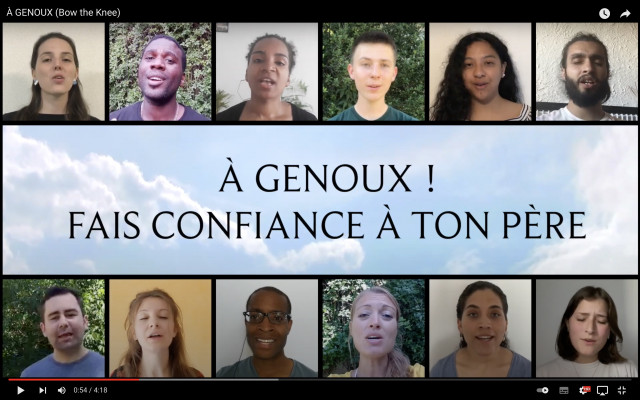 À GENOUX (Bow the Knee)
À GENOUX !
FAIS CONFIANCE À TON PÈRE
0:54 / 4:18